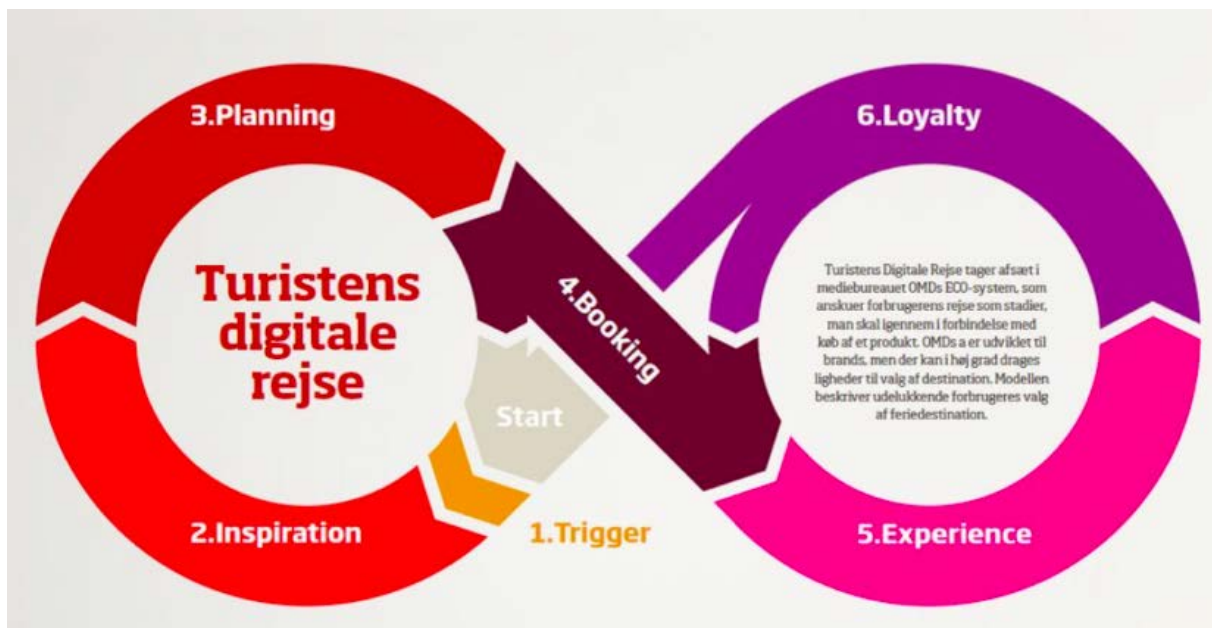 Turistens
digitale
rejse
Start
1.Trigger
2.Inspiration
3.Planning
4.Booking
5.Experience
6.Loyalty
Turistens Digitale Rejse tager afsæt i
mediebureauet OMDs ECO-system, som
anskuer forbrugerens rejse som stadier,
man skal igennem i forbindelse med
køb af et produkt. OMDs a er udviklet til
brands, men der kan i høj grad drages
ligheder til valg af destination. Modellen
beskriver udelukkende forbrugeres valg
af feriedestination.